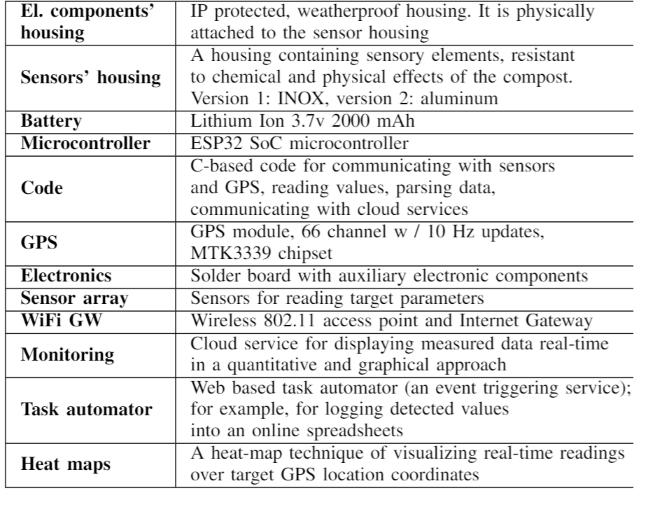 El. components' housing | IP protected, weatherproof housing. It is physically
attached to the sensor housing
Sensors' housing | A housing containing sensory elements, resistant
to chemical and physical effects of the compost.
Version 1: INOX, version 2: aluminum
Battery | Lithium Ion 3.7v 2000 mAh
Microcontroller | ESP32 SoC microcontroller
Code | C-based code for communicating with sensors
and GPS, reading values, parsing data,
communicating with cloud services
GPS | GPS module, 66 channel w / 10 Hz updates,
MTK3339 chipset
Electronics | Solder board with auxiliary electronic components
Sensor array | Sensors for reading target parameters
WiFi GW | Wireless 802.11 access point and Internet Gateway
Monitoring | Cloud service for displaying measured data real-time
in a quantitative and graphical approach
Task automator | Web based task automator (an event triggering service);
for example, for logging detected values
into an online spreadsheets
Heat maps | A heat-map technique of visualizing real-time readings
over target GPS location coordinates